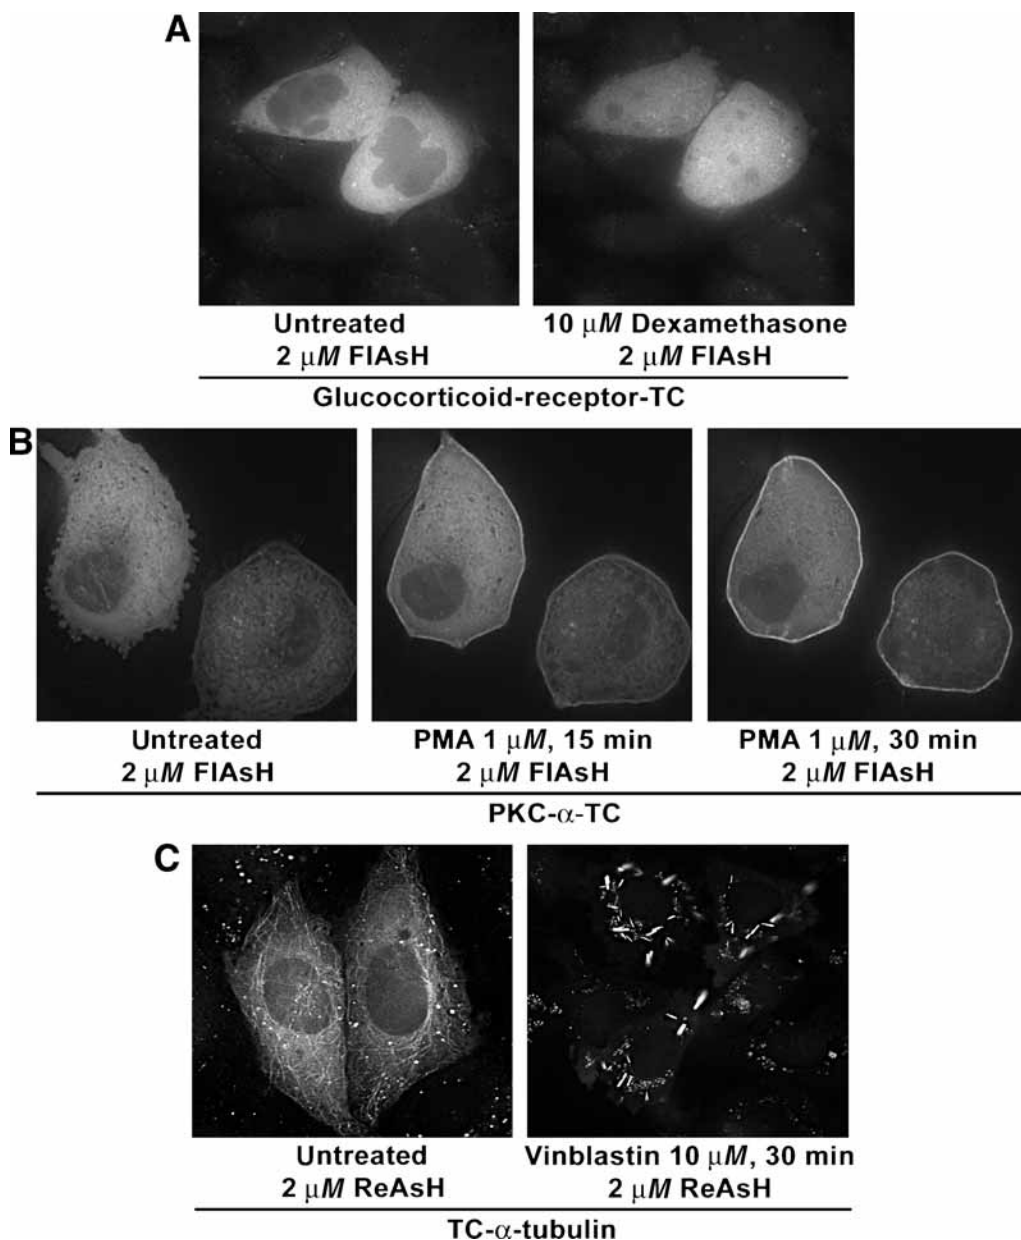 A
Untreated
2 μM FlAsH
10 μM Dexamethasone
2 μM FlAsH
Glucocorticoid-receptor-TC
B
Untreated
2 μM FlAsH
PMA 1 μM, 15 min
2 μM FlAsH
PMA 1 μM, 30 min
2 μM FlAsH
PKC-α-TC
C
Untreated
2 μM ReAsH
Vinblastin 10 μM, 30 min
2 μM ReAsH
TC-α-tubulin